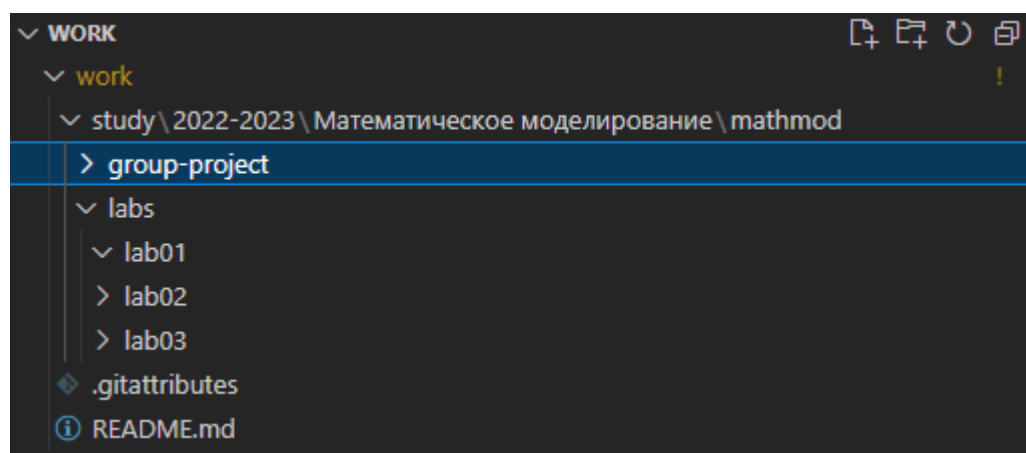 WORK
work !
study\2022-2023\Математическое моделирование\mathmod
group-project
labs
lab01
lab02
lab03
.gitattributes
README.md